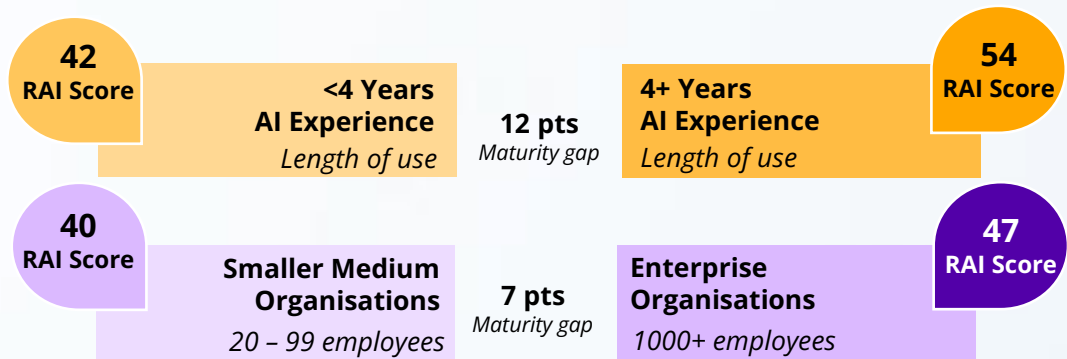 42
RAI Score
<4 Years
AI Experience
Length of use
12 pts
Maturity gap
4+ Years
AI Experience
Length of use
54
RAI Score
40
RAI Score
Smaller Medium
Organisations
20 – 99 employees
7 pts
Maturity gap
Enterprise
Organisations
1000+ employees
47
RAI Score